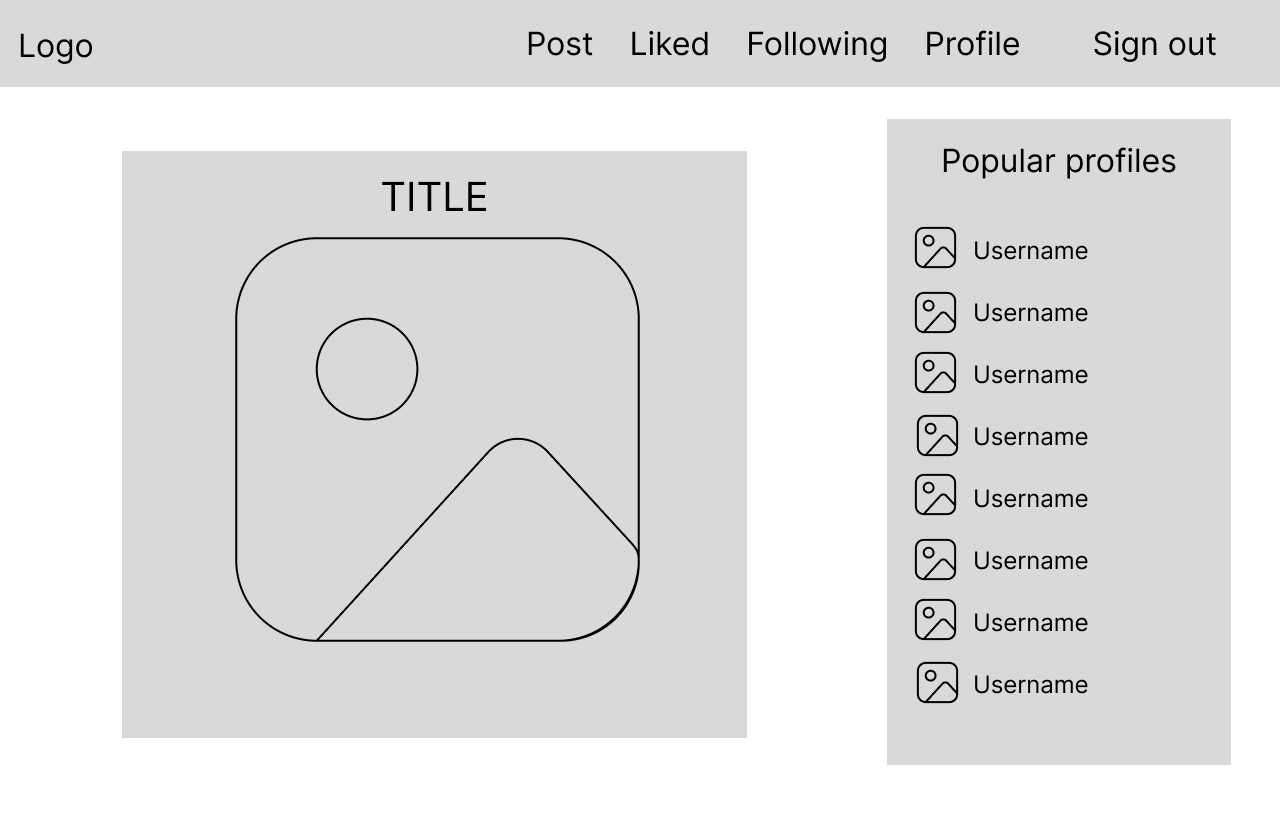 Logo
Post Liked Following Profile Sign out
TITLE
Popular profiles
Username
Username
Username
Username
Username
Username
Username
Username